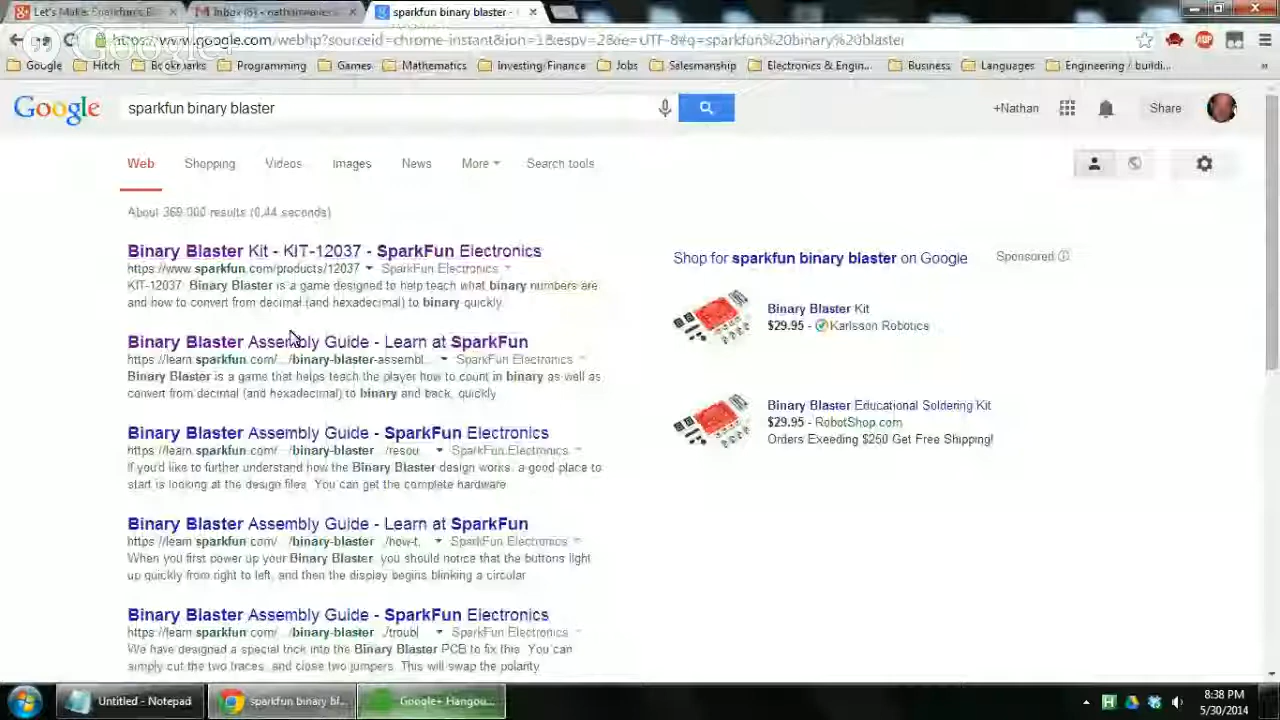 Let's Make: Sparkfun's B
nathanweaver
sparkfun binary blaster -
https://www.google.com/webhp?sourceid=chrome-instant&ion=1&espv=2&ie=UTF-8#q=sparkfun%20binary%20blaster
Google Hitch Bookmarks Programming Games Mathematics Investing/Finance Jobs Salesmanship Electronics & Engin... Business Languages Engineering / buildi... »
Google sparkfun binary blaster +Nathan Share
Web Shopping Videos Images News More Search tools
About 369,000 results (0.44 seconds)
Binary Blaster Kit - KIT-12037 - SparkFun Electronics
https://www.sparkfun.com/products/12037 SparkFun Electronics
KIT-12037 Binary Blaster is a game designed to help teach what binary numbers are
and how to convert from decimal (and hexadecimal) to binary quickly
Binary Blaster Assembly Guide - Learn at SparkFun
https://learn.sparkfun.com/.../binary-blaster-assembl... SparkFun Electronics
Binary Blaster is a game that helps teach the player how to count in binary as well as
convert from decimal (and hexadecimal) to binary and back, quickly
Binary Blaster Assembly Guide - SparkFun Electronics
https://learn.sparkfun.com/.../binary-blaster.../resou... SparkFun Electronics
If you'd like to further understand how the Binary Blaster design works, a good place to
start is looking at the design files. You can get the complete hardware
Binary Blaster Assembly Guide - Learn at SparkFun
https://learn.sparkfun.com/.../binary-blaster.../how-t... SparkFun Electronics
When you first power up your Binary Blaster, you should notice that the buttons light
up quickly from right to left, and then the display begins blinking a circular
Binary Blaster Assembly Guide - SparkFun Electronics
https://learn.sparkfun.com/.../binary-blaster.../troubl... SparkFun Electronics
We have designed a special trick into the Binary Blaster PCB to fix this. You can
simply cut the two traces, and close two jumpers. This will swap the polarity
Shop for sparkfun binary blaster on Google Sponsored
Binary Blaster Kit
$29.95 - Karlsson Robotics
Binary Blaster Educational Soldering Kit
$29.95 - RobotShop.com
Orders Exeeding $250 Get Free Shipping!
Untitled - Notepad
sparkfun binary bl...
Google+ Hangou...
8:38 PM
5/30/2014